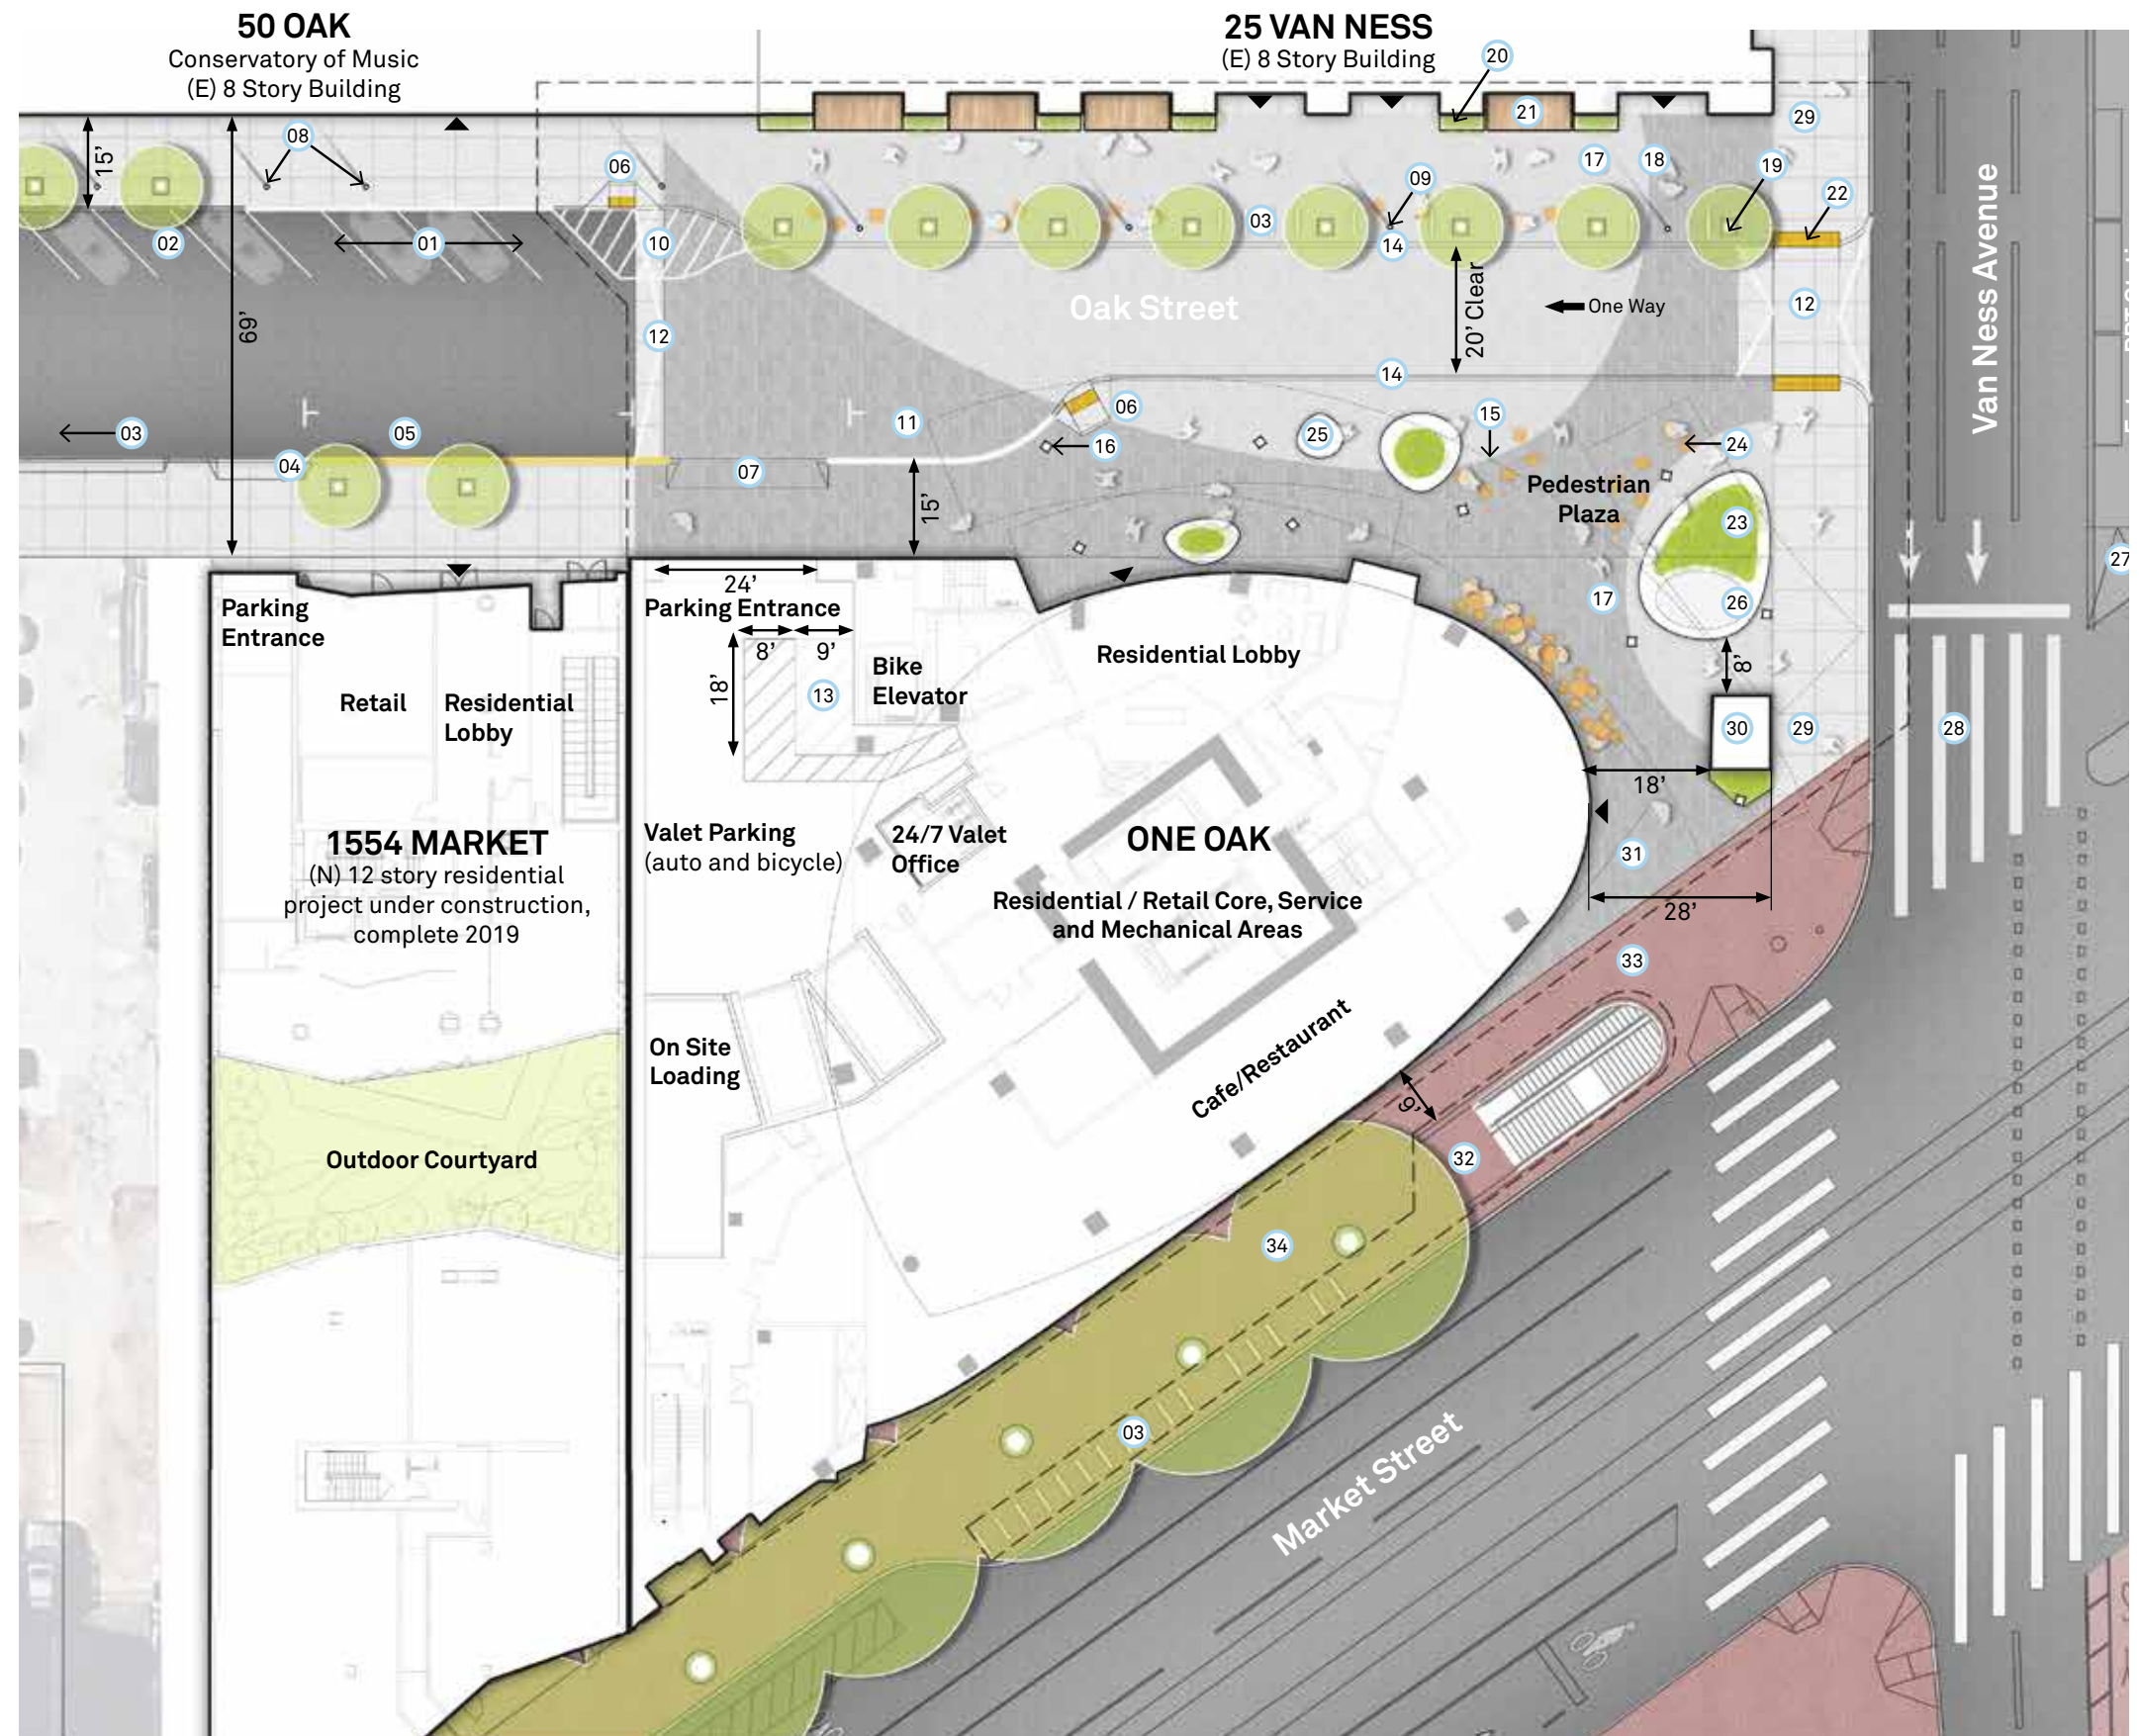 50 OAK
Conservatory of Music
(E) 8 Story Building
25 VAN NESS
(E) 8 Story Building
20
21
29
08
15'
06
17
18
19
09
22
03
02
01
10
14
Oak Street
One Way
12
20' Clear
69'
12
Van Ness Avenue
14
03
05
11
06
15
25
16
24
04
07
Pedestrian
Plaza
15'
23
27
24'
Parking Entrance
Parking
Entrance
8'
9'
18'
13
Bike
Elevator
Residential Lobby
17
26
8'
Retail
Residential
Lobby
30
29
28
18'
1554 MARKET
(N) 12 story residential
project under construction,
complete 2019
Valet Parking
(auto and bicycle)
24/7 Valet
Office
ONE OAK
Residential / Retail Core, Service
and Mechanical Areas
31
28'
33
On Site
Loading
Cafe/Restaurant
9'
32
Outdoor Courtyard
34
03
Market Street